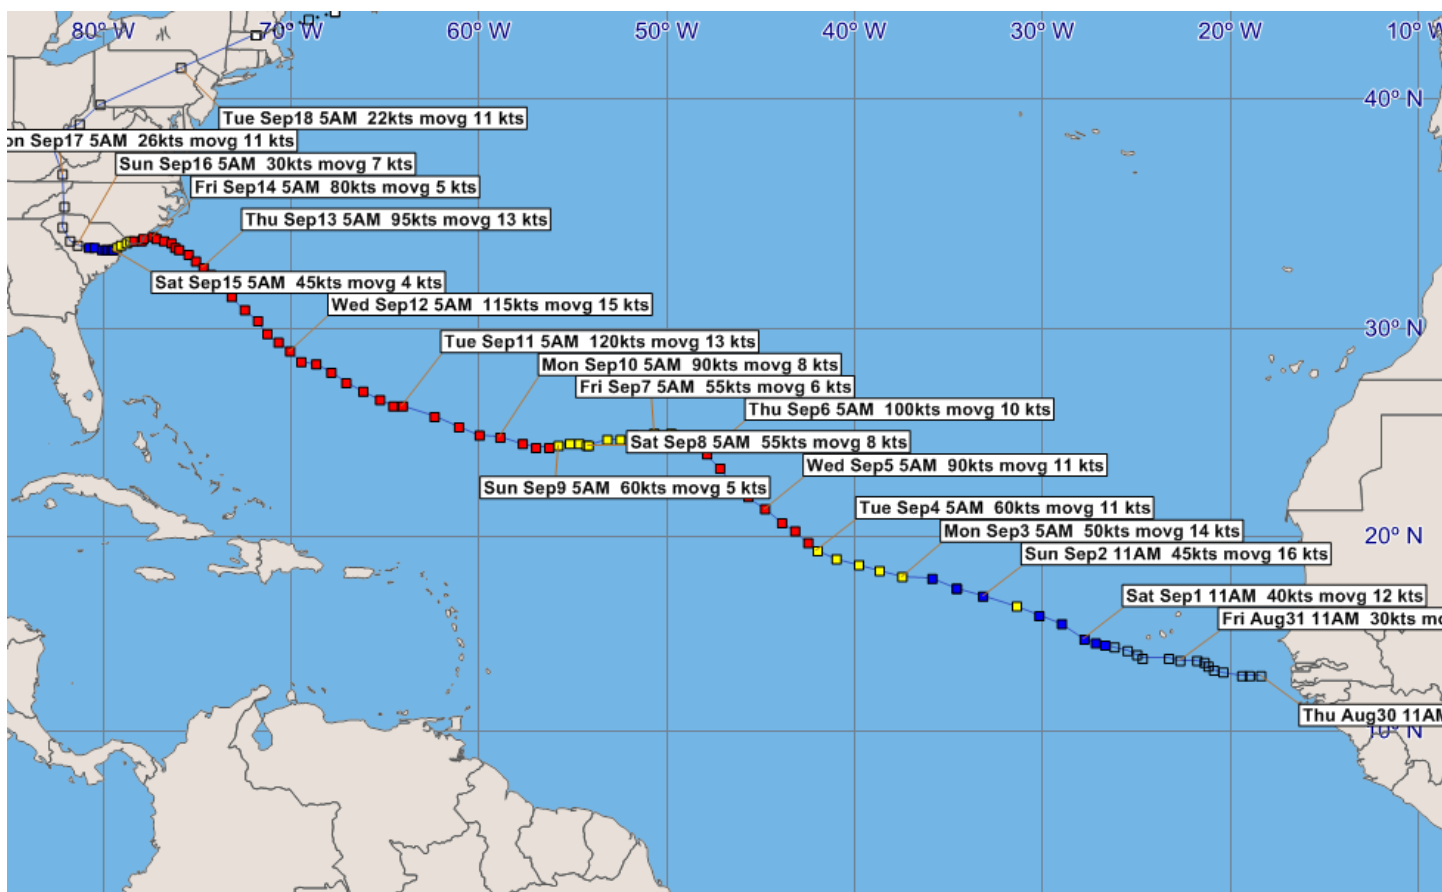 80° W
70° W
60° W
50° W
40° W
30° W
20° W
10° W
40° N
Tue Sep18 5AM 22kts movg 11 kts
on Sep17 5AM 26kts movg 11 kts
Sun Sep16 5AM 30kts movg 7 kts
Fri Sep14 5AM 80kts movg 5 kts
Thu Sep13 5AM 95kts movg 13 kts
Sat Sep15 5AM 45kts movg 4 kts
Wed Sep12 5AM 115kts movg 15 kts
30° N
Tue Sep11 5AM 120kts movg 13 kts
Mon Sep10 5AM 90kts movg 8 kts
Fri Sep7 5AM 55kts movg 6 kts
Thu Sep6 5AM 100kts movg 10 kts
Sat Sep8 5AM 55kts movg 8 kts
Wed Sep5 5AM 90kts movg 11 kts
Sun Sep9 5AM 60kts movg 5 kts
Tue Sep4 5AM 60kts movg 11 kts
Mon Sep3 5AM 50kts movg 14 kts
20° N
Sun Sep2 11AM 45kts movg 16 kts
Sat Sep1 11AM 40kts movg 12 kts
Fri Aug31 11AM 30kts mo
Thu Aug30 11AM
10° N